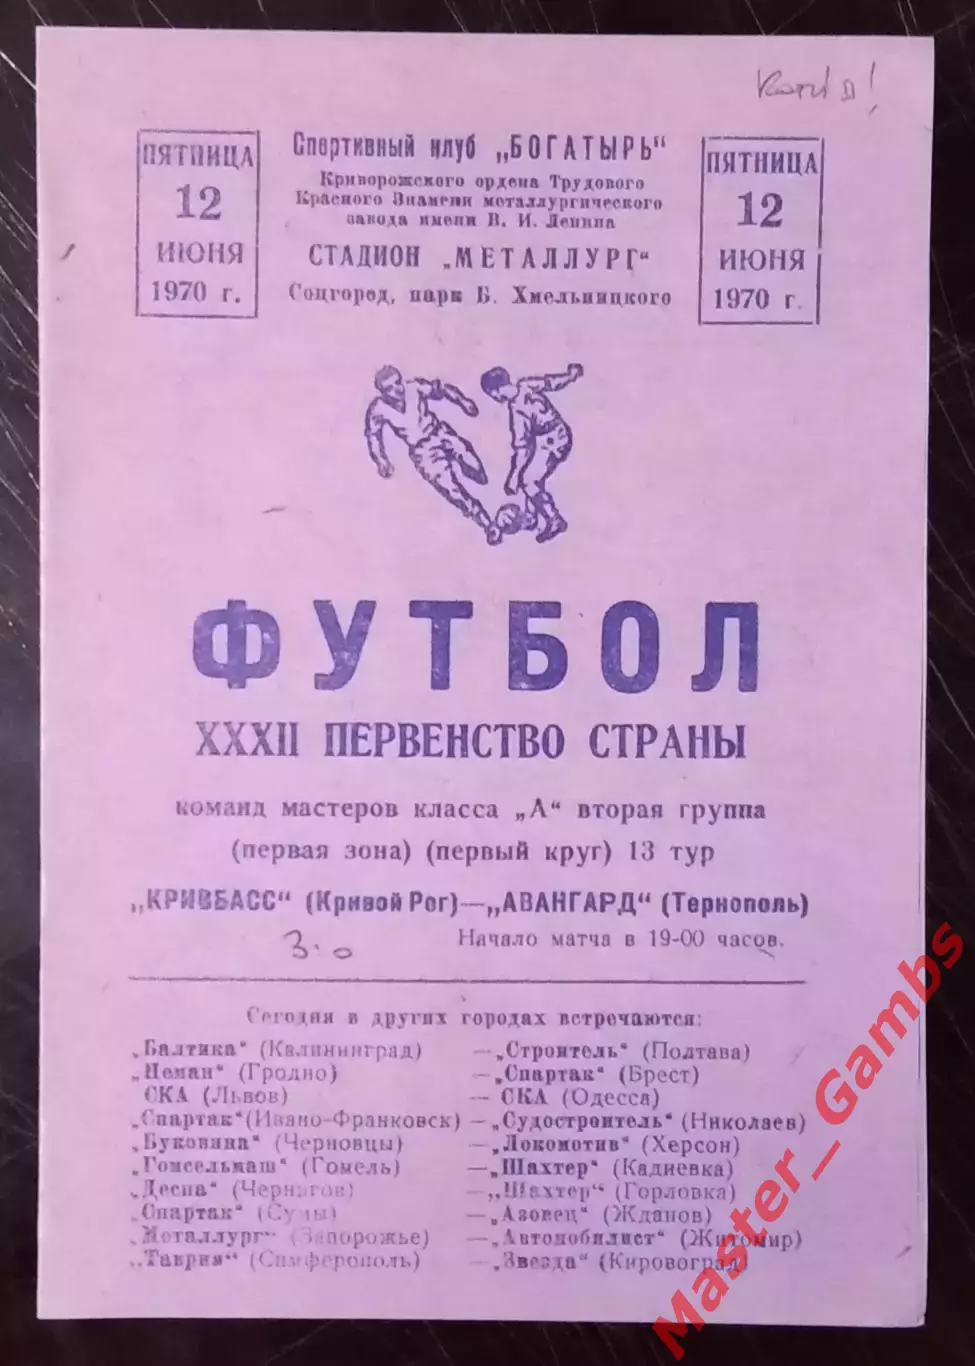 Копия!
ПЯТНИЦА
12
ИЮНЯ
1970 г.
Спортивный клуб „БОГАТЫРЬ“
Криворожского ордена Трудового
Красного Знамени металлургического
завода имени В. И. Ленина
СТАДИОН „МЕТАЛЛУРГ“
Соцгород, парк Б. Хмельницкого
ПЯТНИЦА
12
ИЮНЯ
1970 г.
ФУТБОЛ
XXXII ПЕРВЕНСТВО СТРАНЫ
команд мастеров класса „А“ вторая группа
(первая зона) (первый круг) 13 тур
„КРИВБАСС“ (Кривой Рог)—„АВАНГАРД“ (Тернополь)
3:0
Начало матча в 19-00 часов.
Сегодня в других городах встречаются:
„Балтика“ (Калининград) —„Строитель“ (Полтава)
„Неман“ (Гродно) —„Спартак“ (Брест)
СКА (Львов) — СКА (Одесса)
„Спартак“ (Ивано-Франковск) —„Судостроитель“ (Николаев)
„Буковина“ (Черновцы) —„Локомотив“ (Херсон)
„Гомсельмаш“ (Гомель) —„Шахтер“ (Кадиевка)
„Десна“ (Чернигов) —„Шахтер“ (Горловка)
„Спартак“ (Сумы) —„Азовец“ (Жданов)
„Металлург“ (Запорожье) —„Автомобилист“ (Житомир)
„Таврия“ (Симферополь) —„Звезда“ (Кировоград)
Master_Gambs